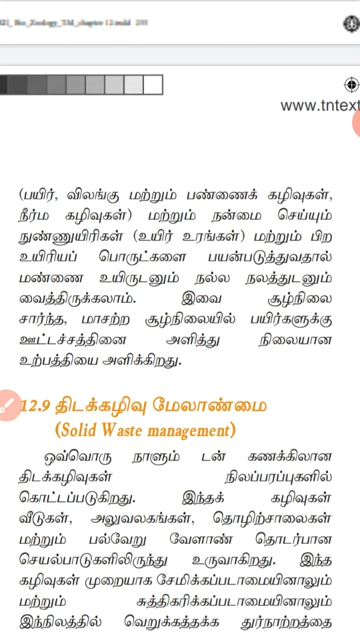 www.tntext
(பயிர், விலங்கு மற்றும் பண்ணைக் கழிவுகள்,
நீர்ம கழிவுகள்) மற்றும் நன்மை செய்யும்
நுண்ணுயிரிகள் (உயிர் உரங்கள்) மற்றும் பிற
உயிரியப் பொருட்களை பயன்படுத்துவதால்
மண்ணை உயிருடனும் நல்ல நலத்துடனும்
வைத்திருக்கலாம். இவை சூழ்நிலை
சார்ந்த, மாசற்ற சூழ்நிலையில் பயிர்களுக்கு
ஊட்டச்சத்தினை அளித்து நிலையான
உற்பத்தியை அளிக்கிறது.
12.9 திடக்கழிவு மேலாண்மை
(Solid Waste management)
ஒவ்வொரு நாளும் டன் கணக்கிலான
திடக்கழிவுகள் நிலப்பரப்புகளில்
கொட்டப்படுகிறது. இந்தக் கழிவுகள்
வீடுகள், அலுவலகங்கள், தொழிற்சாலைகள்
மற்றும் பல்வேறு வேளாண் தொடர்பான
செயல்பாடுகளிலிருந்து உருவாகிறது. இந்த
கழிவுகள் முறையாக சேமிக்கப்படாமையினாலும்
மற்றும் சுத்திகரிக்கப்படாமையினாலும்
இந்நிலத்தில் வெறுக்கத்தக்க துர்நாற்றத்தை